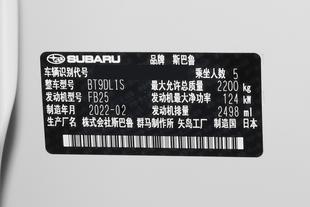 SUBARU 品牌 斯巴鲁
车辆识别代号 乘坐人数 5
整车型号 BT9DL1S 最大允许总质量 2200 kg
发动机型号 FB25 发动机最大净功率 124 kW
制造年月 2022-02 发动机排量 2498 ml
生产厂名 株式会社斯巴鲁 群马制作所 矢岛工厂 制造国 日本